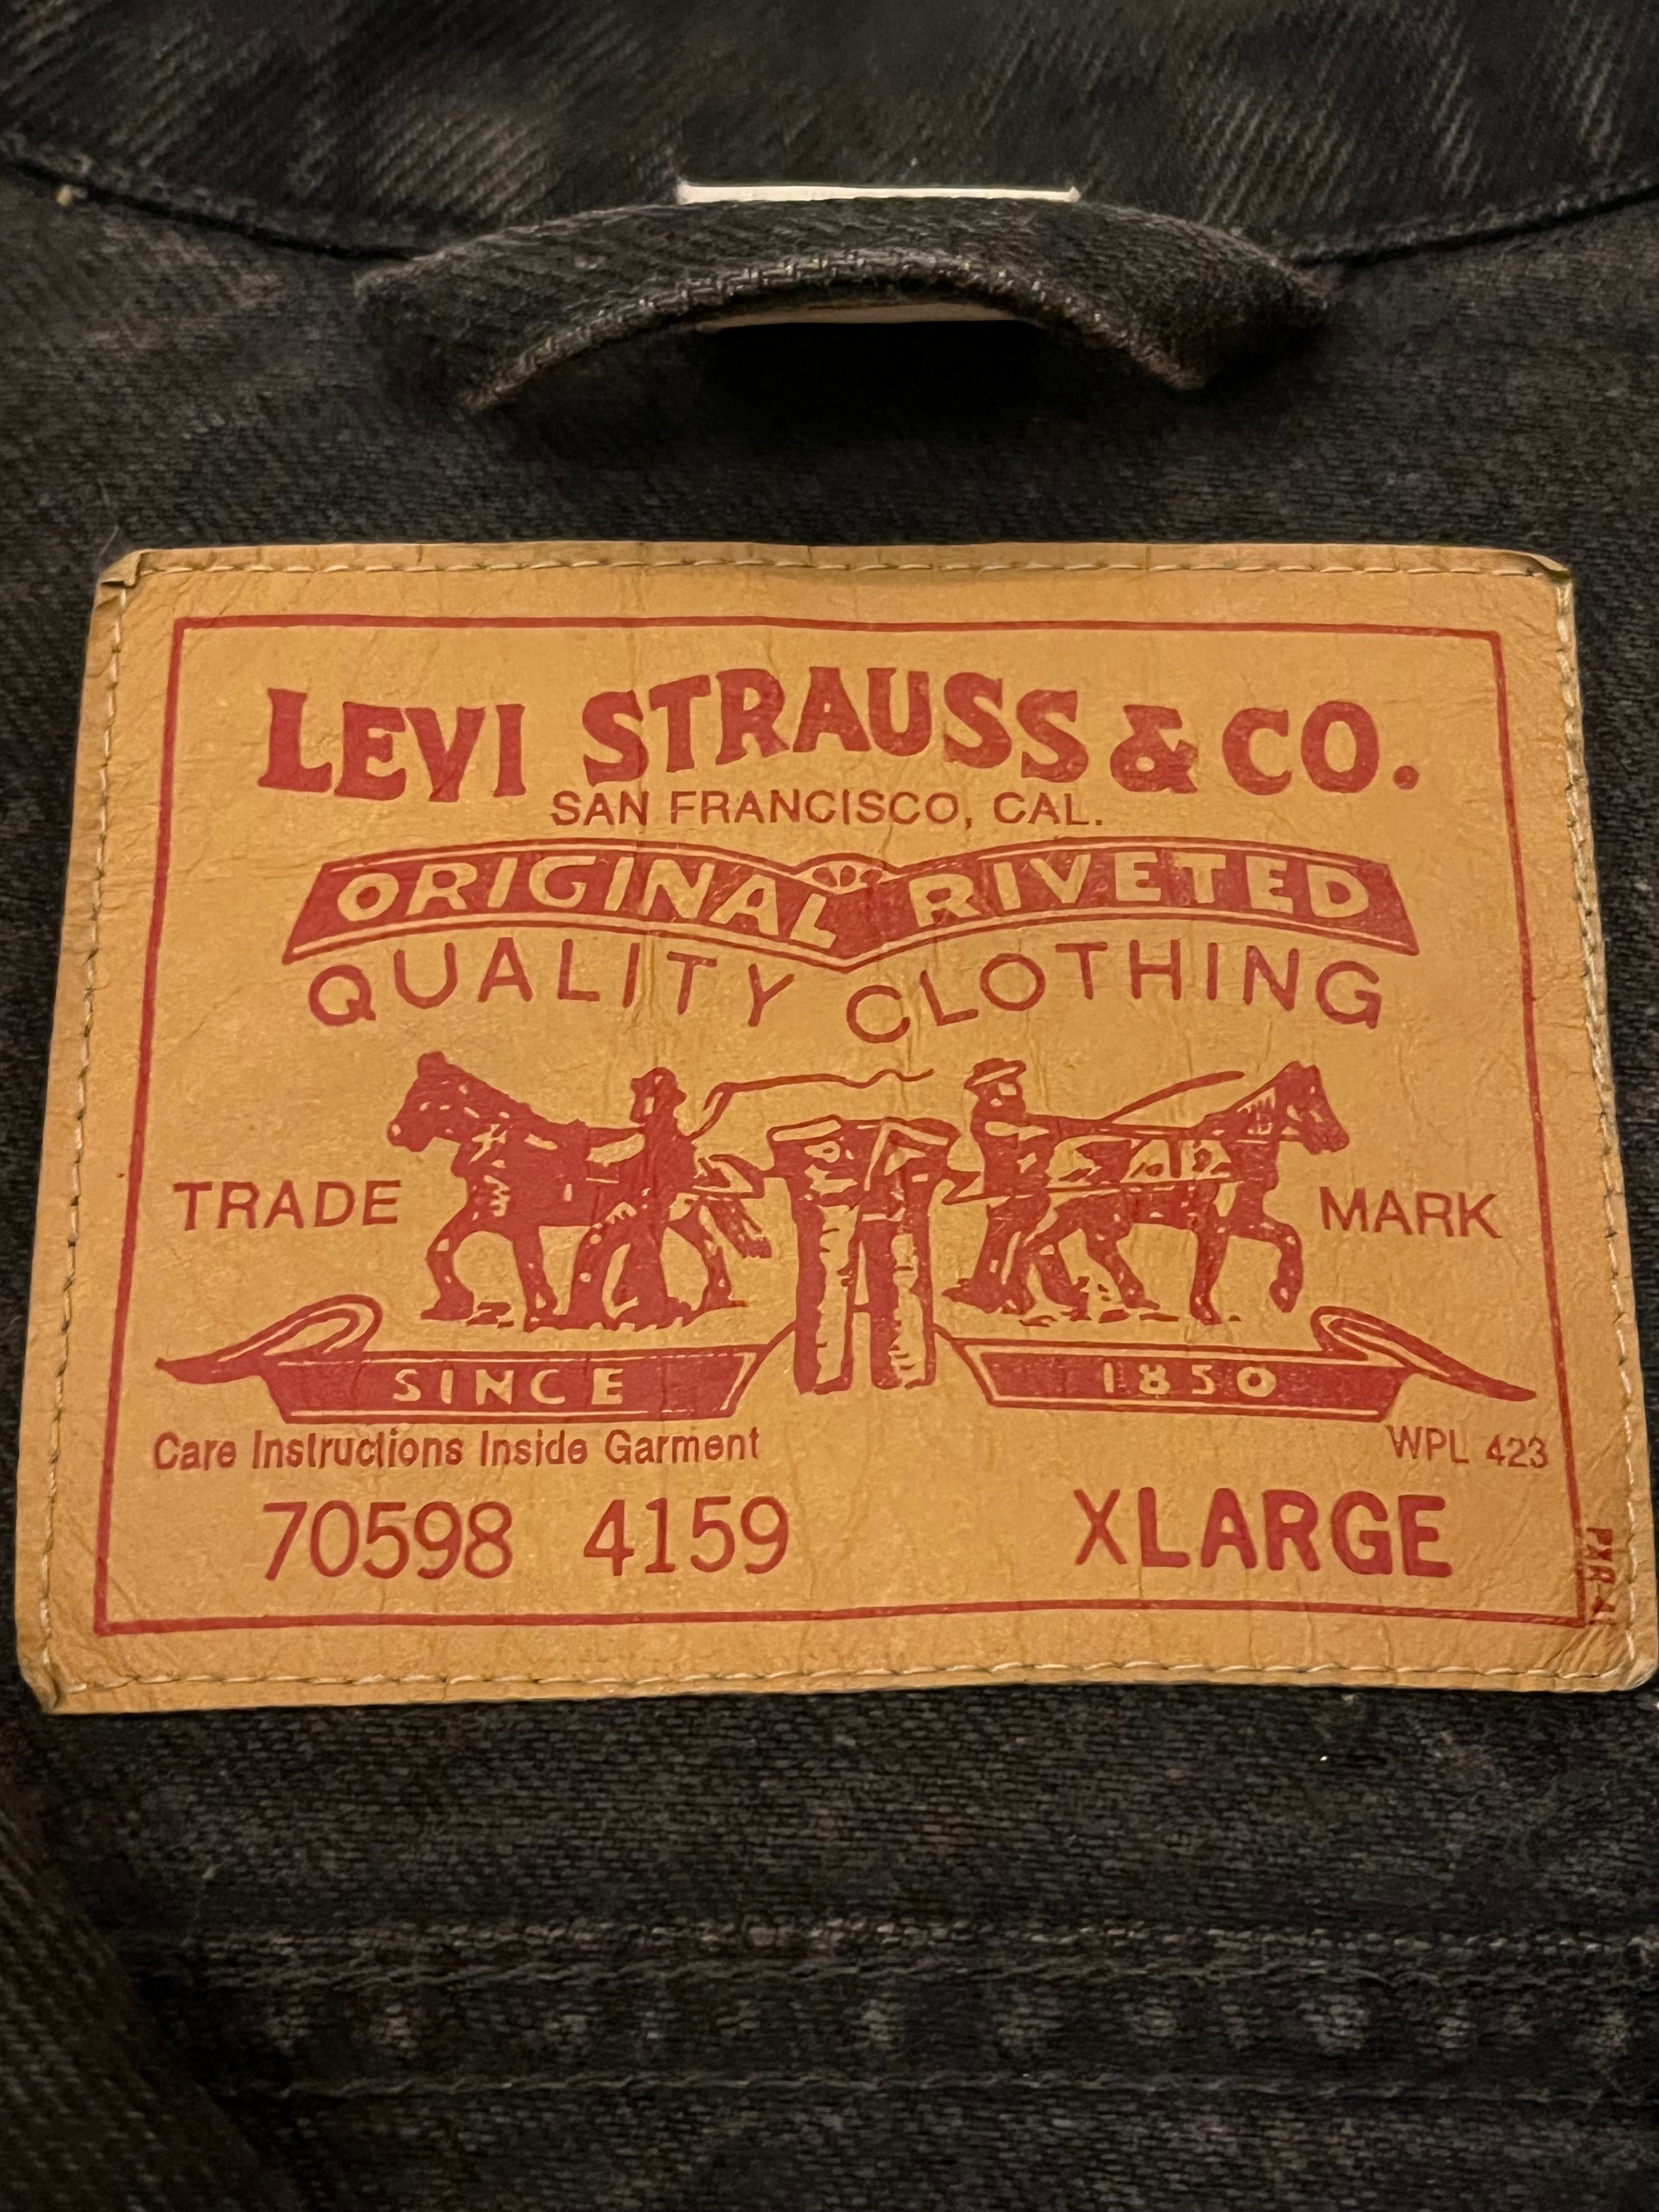 LEVI STRAUSS & CO.
SAN FRANCISCO, CAL.
ORIGINAL RIVETED
QUALITY CLOTHING
TRADE MARK
SINCE 1850
Care Instructions Inside Garment WPL 423
70598 4159 XLARGE